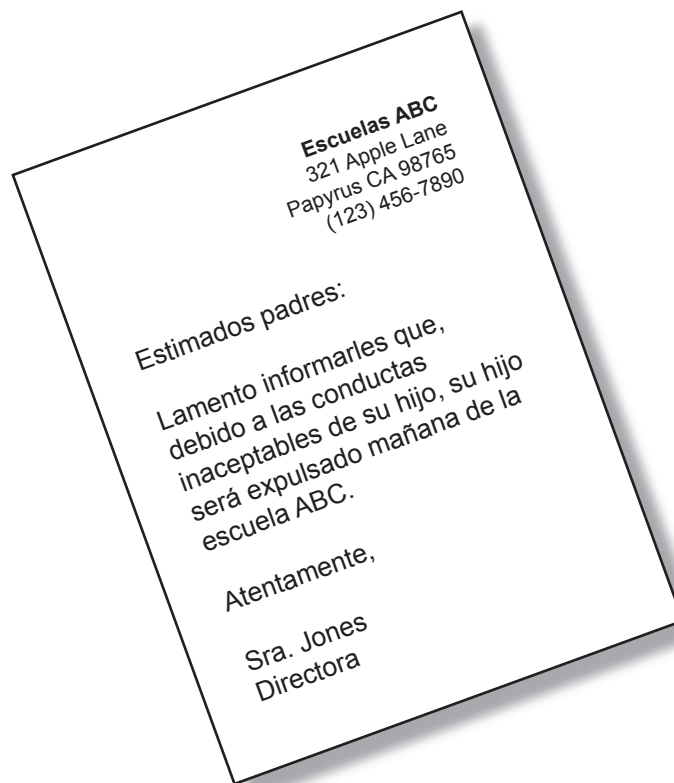 Escuelas ABC
321 Apple Lane
Papyrus CA 98765
(123) 456-7890
Estimados padres:
Lamento informarles que,
debido a las conductas
inaceptables de su hijo, su hijo
será expulsado mañana de la
escuela ABC.
Atentamente,
Sra. Jones
Directora